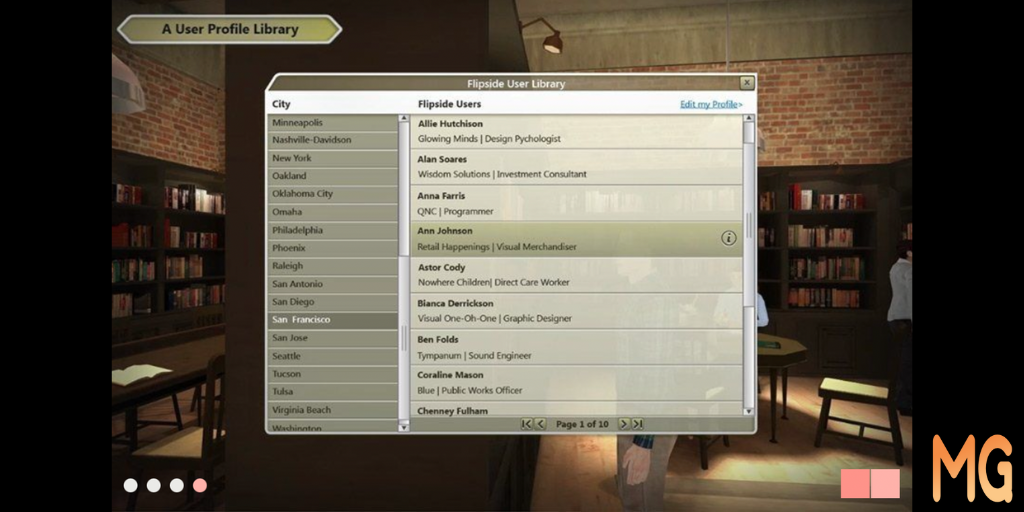 A User Profile Library
Flipside User Library
City
Flipside Users
Edit my Profile>
Minneapolis
Nashville-Davidson
New York
Oakland
Oklahoma City
Omaha
Philadelphia
Phoenix
Raleigh
San Antonio
San Diego
San Francisco
San Jose
Seattle
Tucson
Tulsa
Virginia Beach
Washington
Allie Hutchison
Glowing Minds | Design Pychologist
Alan Soares
Wisdom Solutions | Investment Consultant
Anna Farris
QNC | Programmer
Ann Johnson
Retail Happenings | Visual Merchandiser
Astor Cody
Nowhere Children| Direct Care Worker
Bianca Derrickson
Visual One-Oh-One | Graphic Designer
Ben Folds
Tympanum | Sound Engineer
Coraline Mason
Blue | Public Works Officer
Chenney Fulham
Page 1 of 10
MG